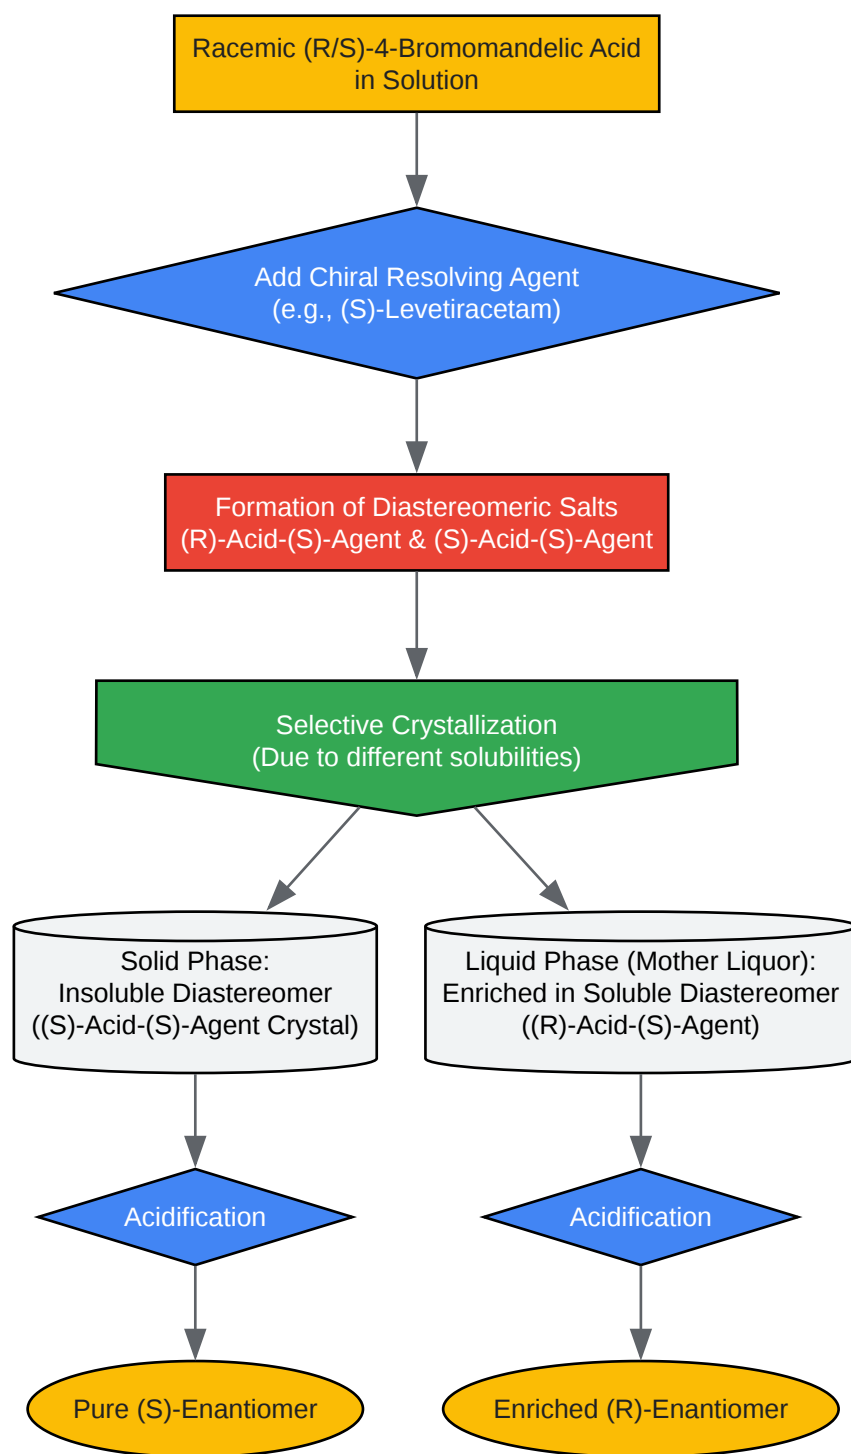 Racemic (R/S)-4-Bromomandelic Acid
in Solution
Add Chiral Resolving Agent
(e.g., (S)-Levetiracetam)
Formation of Diastereomeric Salts
(R)-Acid-(S)-Agent & (S)-Acid-(S)-Agent
Selective Crystallization
(Due to different solubilities)
Solid Phase:
Insoluble Diastereomer
((S)-Acid-(S)-Agent Crystal)
Liquid Phase (Mother Liquor):
Enriched in Soluble Diastereomer
((R)-Acid-(S)-Agent)
Acidification
Acidification
Pure (S)-Enantiomer
Enriched (R)-Enantiomer